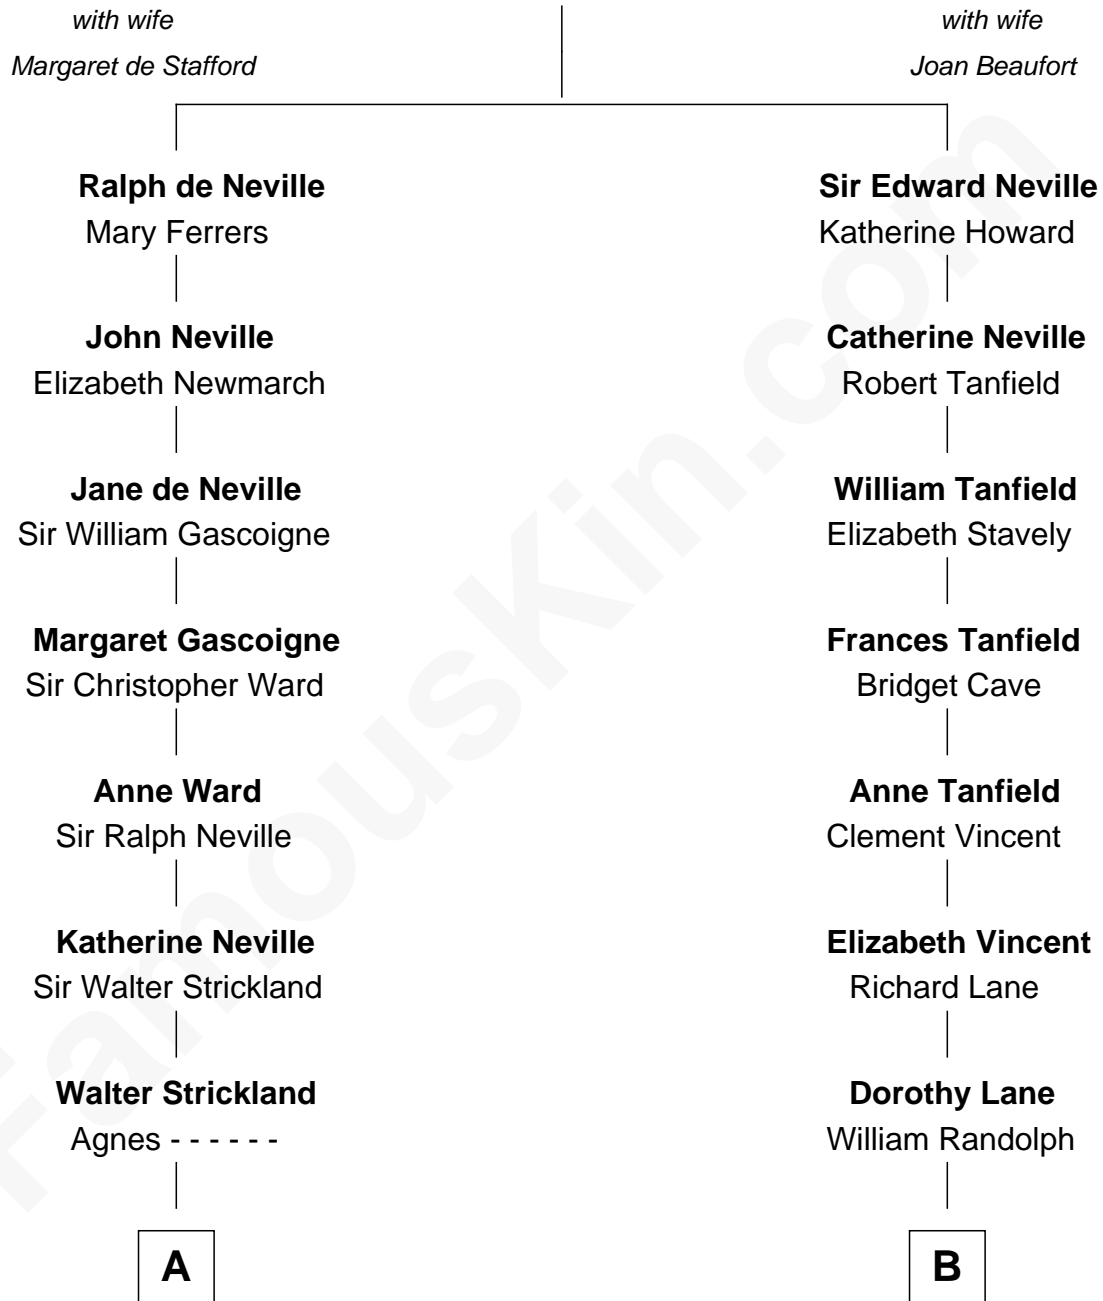 with wife
Margaret de Stafford
with wife
Joan Beaufort
Ralph de Neville
Mary Ferrers
Sir Edward Neville
Katherine Howard
John Neville
Elizabeth Newmarch
Catherine Neville
Robert Tanfield
Jane de Neville
Sir William Gascoigne
William Tanfield
Elizabeth Stavely
Margaret Gascoigne
Sir Christopher Ward
Frances Tanfield
Bridget Cave
Anne Ward
Sir Ralph Neville
Anne Tanfield
Clement Vincent
Katherine Neville
Sir Walter Strickland
Elizabeth Vincent
Richard Lane
Walter Strickland
Agnes - - - - - -
Dorothy Lane
William Randolph
A
B
FamousKin.com